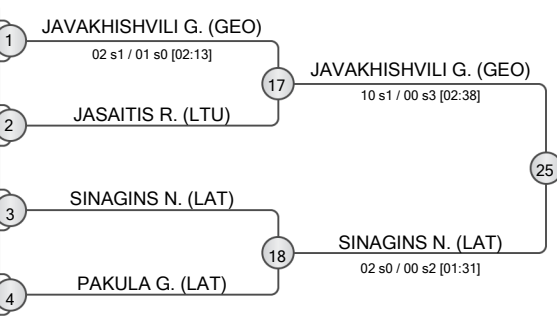 JAVAKHISHVILI G. (GEO)
1
02 s1 / 01 s0 [02:13]
JAVAKHISHVILI G. (GEO)
17
10 s1 / 00 s3 [02:38]
JASAITIS R. (LTU)
2
25
SINAGINS N. (LAT)
3
SINAGINS N. (LAT)
18
02 s0 / 00 s2 [01:31]
PAKULA G. (LAT)
4